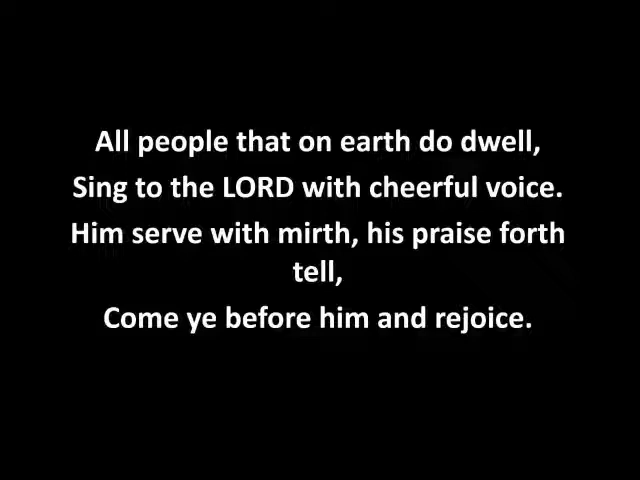 All people that on earth do dwell,
Sing to the LORD with cheerful voice.
Him serve with mirth, his praise forth
tell,
Come ye before him and rejoice.